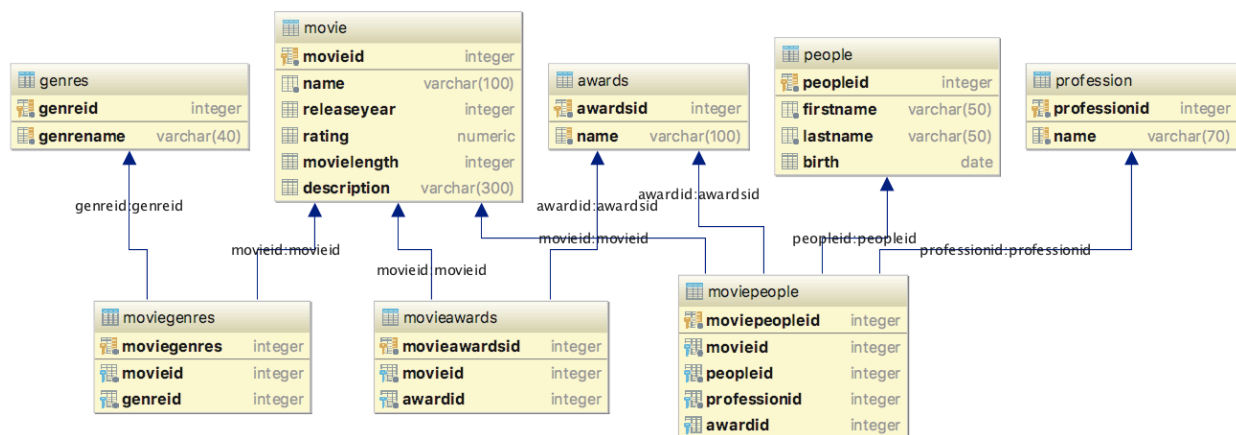 genres
genreid integer
genrename varchar(40)
movie
movieid integer
name varchar(100)
releaseyear integer
rating numeric
movielength integer
description varchar(300)
awards
awardsid integer
name varchar(100)
people
peopleid integer
firstname varchar(50)
lastname varchar(50)
birth date
profession
professionid integer
name varchar(70)
genreid:genreid
movieid:movieid
movieid:movieid
awardid:awardsid
movieid:movieid
awardid:awardsid
peopleid:peopleid
professionid:professionid
moviegenres
moviegenres integer
movieid integer
genreid integer
movieawards
movieawardsid integer
movieid integer
awardid integer
moviepeople
moviepeopleid integer
movieid integer
peopleid integer
professionid integer
awardid integer